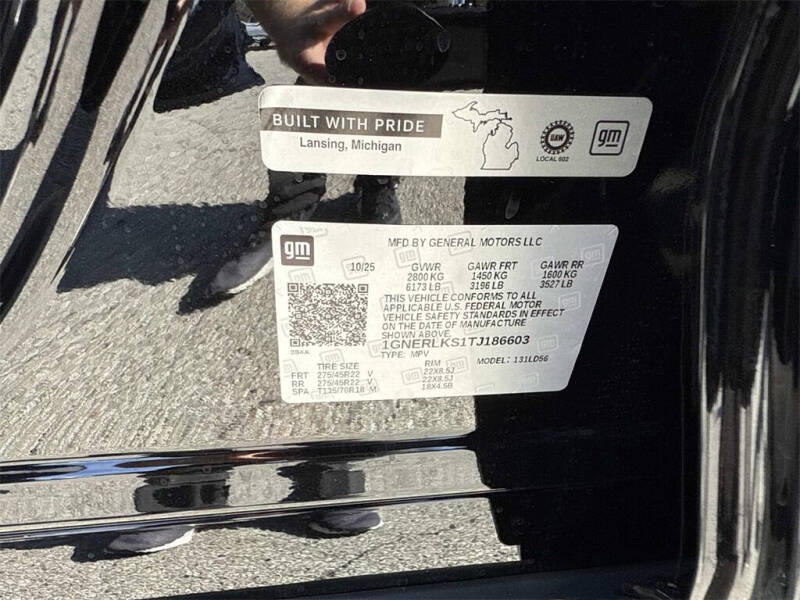 BUILT WITH PRIDE
Lansing, Michigan
UAW
LOCAL 602
gm
gm
MFD BY GENERAL MOTORS LLC
10/25 GVWR GAWR FRT GAWR RR
2800 KG 1450 KG 1600 KG
6173 LB 3196 LB 3527 LB
THIS VEHICLE CONFORMS TO ALL
APPLICABLE U.S. FEDERAL MOTOR
VEHICLE SAFETY STANDARDS IN EFFECT
ON THE DATE OF MANUFACTURE
SHOWN ABOVE.
1GNERLKS1TJ186603
TYPE: MPV MODEL: 131LD56
TIRE SIZE RIM
FRT 275/45R22 V 22X8.5J
RR 275/45R22 V 22X8.5J
SPA T135/70R18 M 18X4.5B